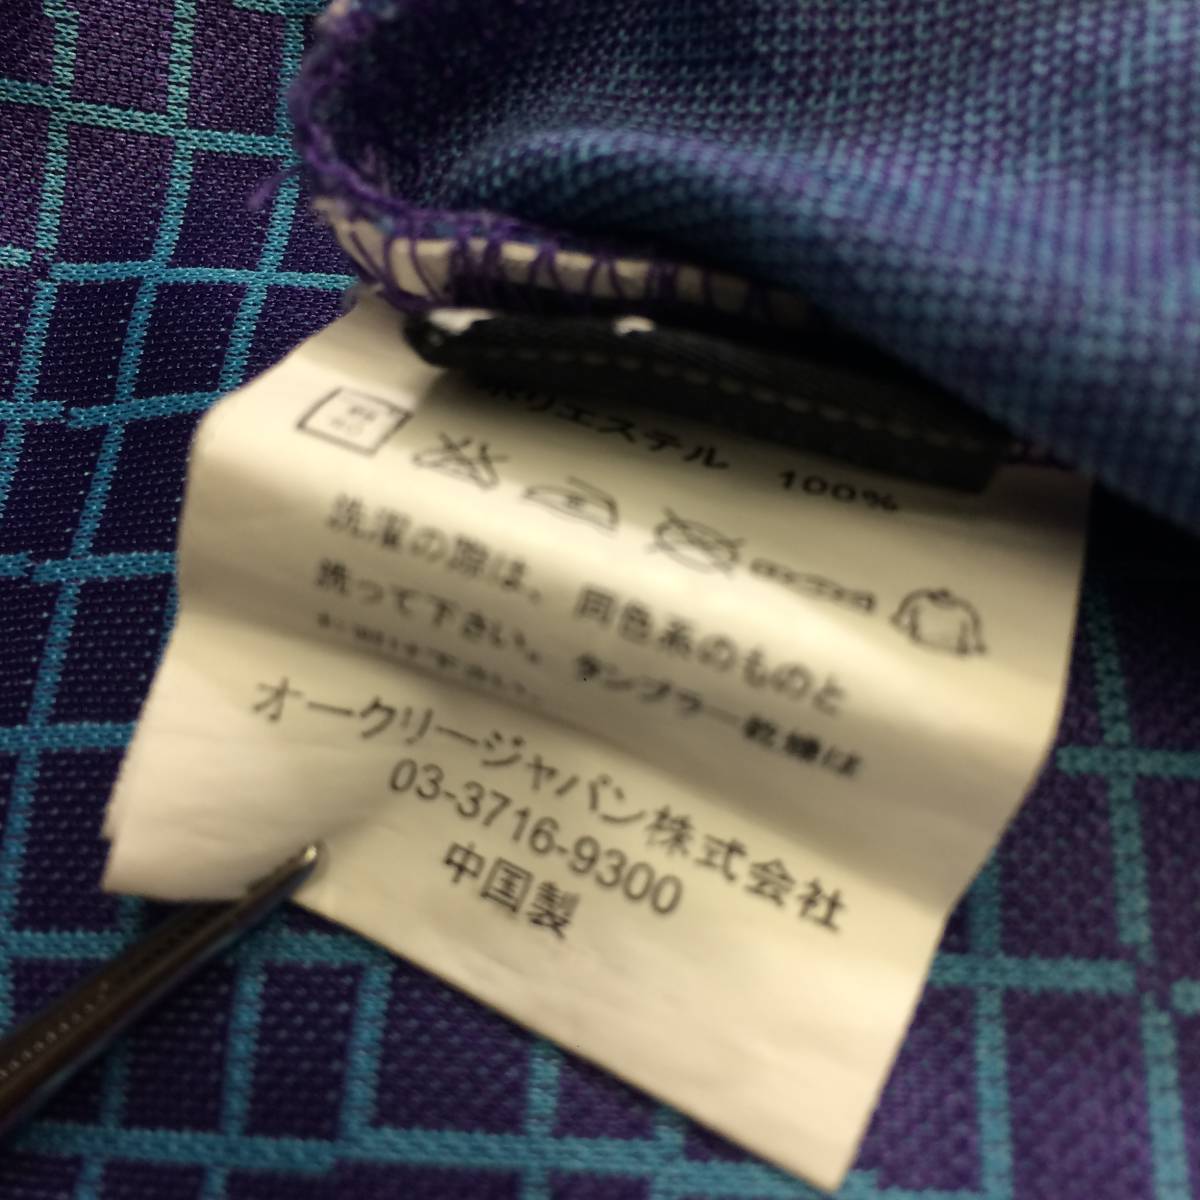 ポリエステル 100%
洗濯の際は、同色系のものと
洗って下さい。タンブラー乾燥は
オークリージャパン株式会社
03-3716-9300
中国製